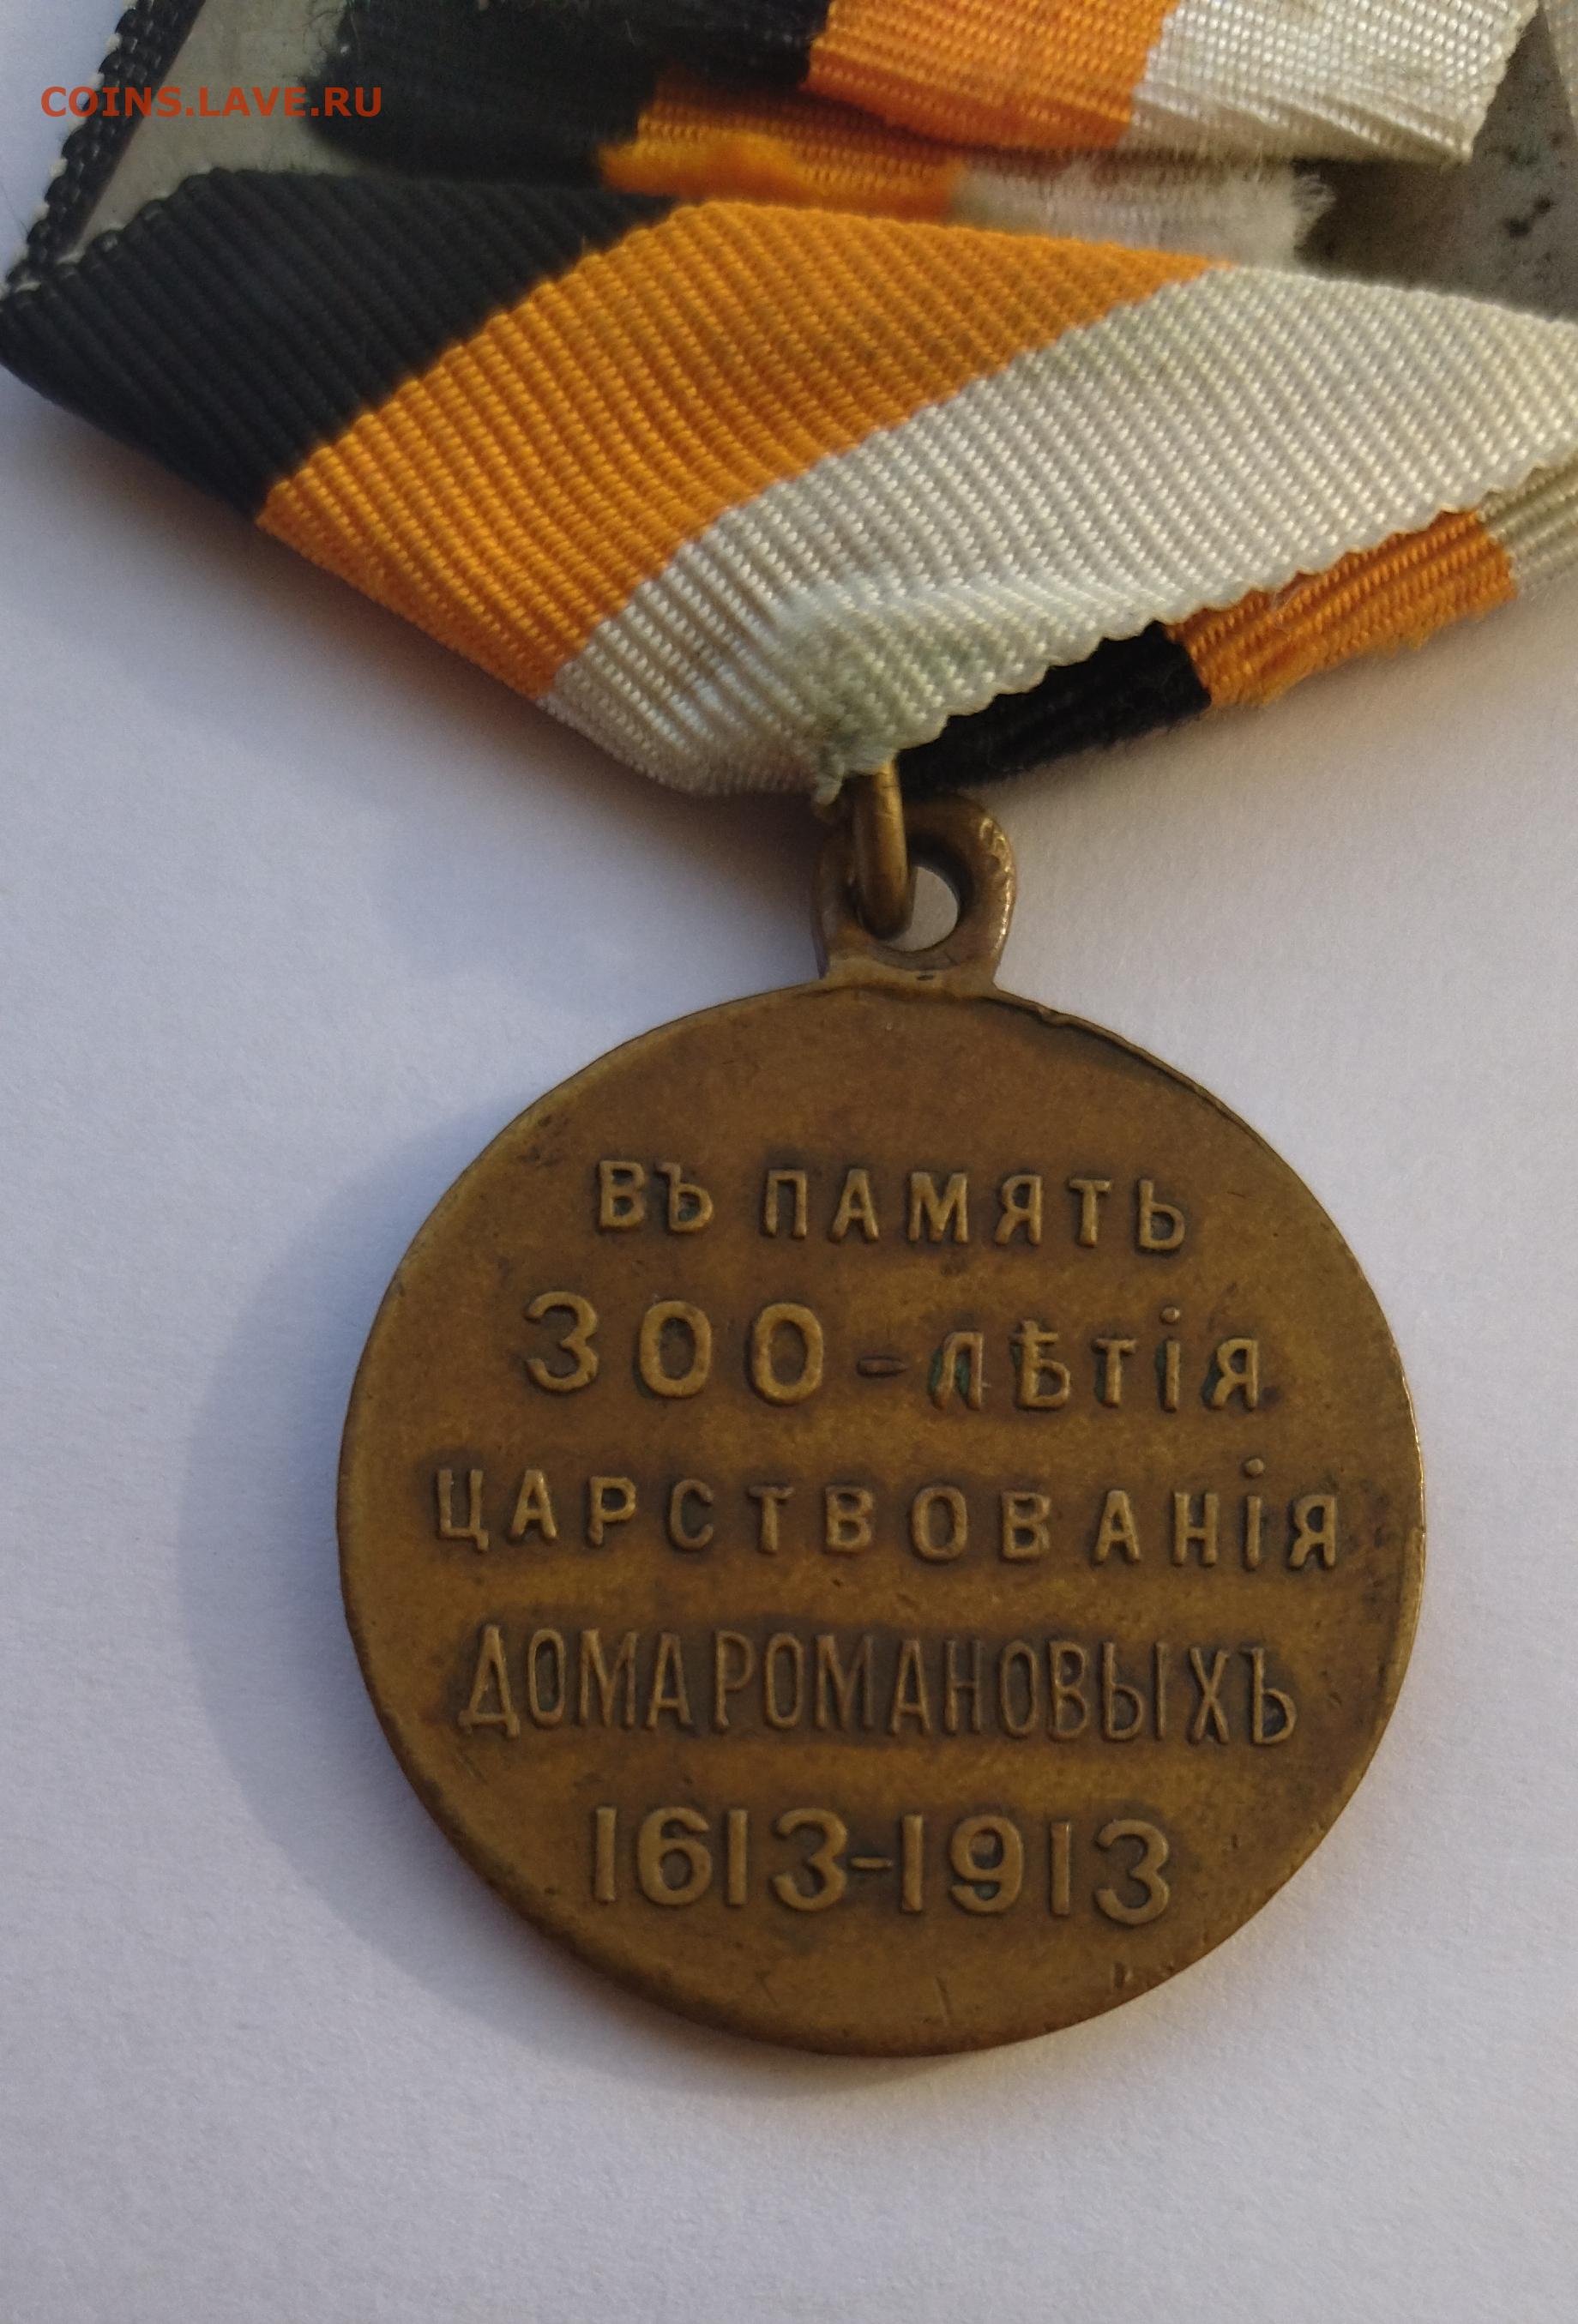 COINS.LAVE.RU
ВЪ ПАМЯТЬ
300-ЛѢТІЯ
ЦАРСТВОВАНІЯ
ДОМА РОМАНОВЫХЪ
1613-1913